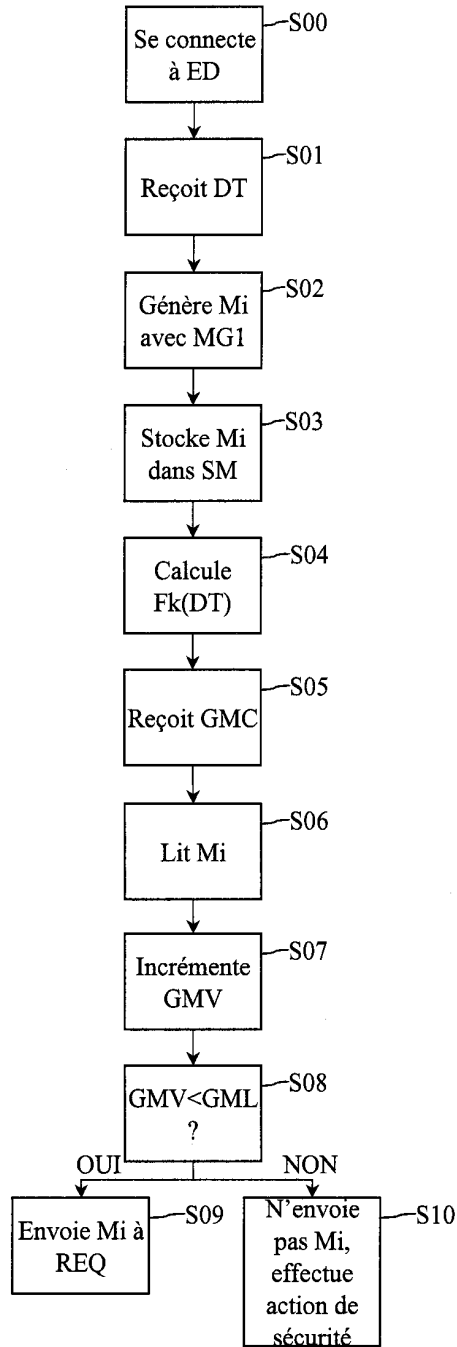 Se connecte
à ED
S00
Reçoit DT
S01
Génère Mi
avec MG1
S02
Stocke Mi
dans SM
S03
Calcule
Fk(DT)
S04
Reçoit GMC
S05
Lit Mi
S06
Incrémente
GMV
S07
GMV<GML
?
S08
OUI
NON
Envoie Mi à
REQ
S09
N'envoie
pas Mi,
effectue
action de
sécurité
S10